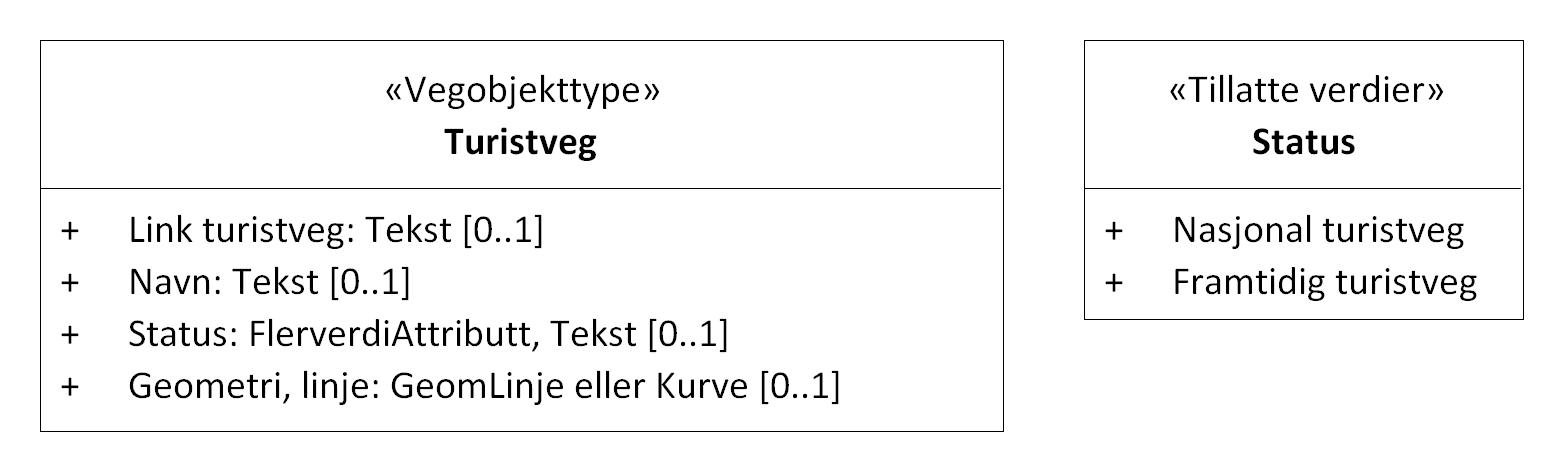 «Vegobjekttype»
Turistveg
+ Link turistveg: Tekst [0..1]
+ Navn: Tekst [0..1]
+ Status: FlerverdiAttributt, Tekst [0..1]
+ Geometri, linje: GeomLinje eller Kurve [0..1]
«Tillatte verdier»
Status
+ Nasjonal turistveg
+ Framtidig turistveg